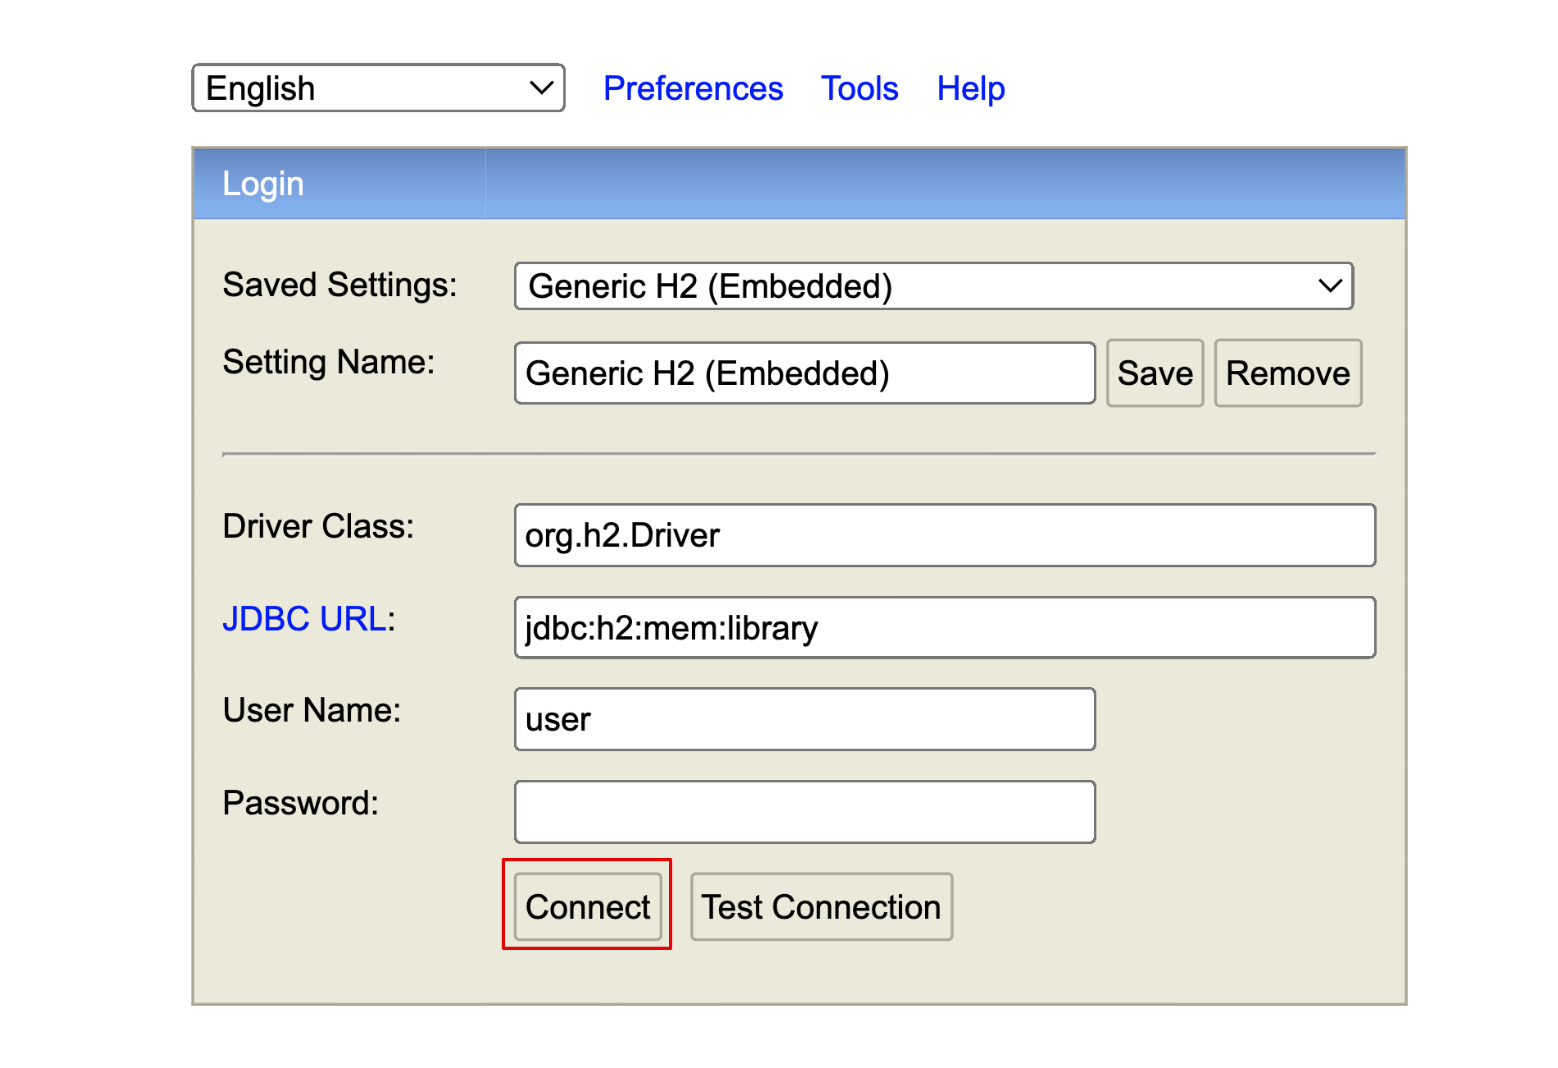 English Preferences Tools Help
Login
Saved Settings: Generic H2 (Embedded)
Setting Name: Generic H2 (Embedded) Save Remove
Driver Class: org.h2.Driver
JDBC URL: jdbc:h2:mem:library
User Name: user
Password:
Connect Test Connection